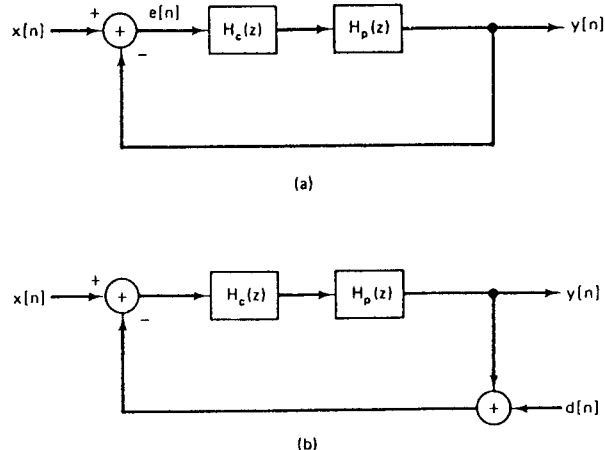 x[n] + e[n] H_c(z) H_p(z) y[n]
+
−
(a)
x[n] + H_c(z) H_p(z) y[n]
+
−
+ d[n]
(b)